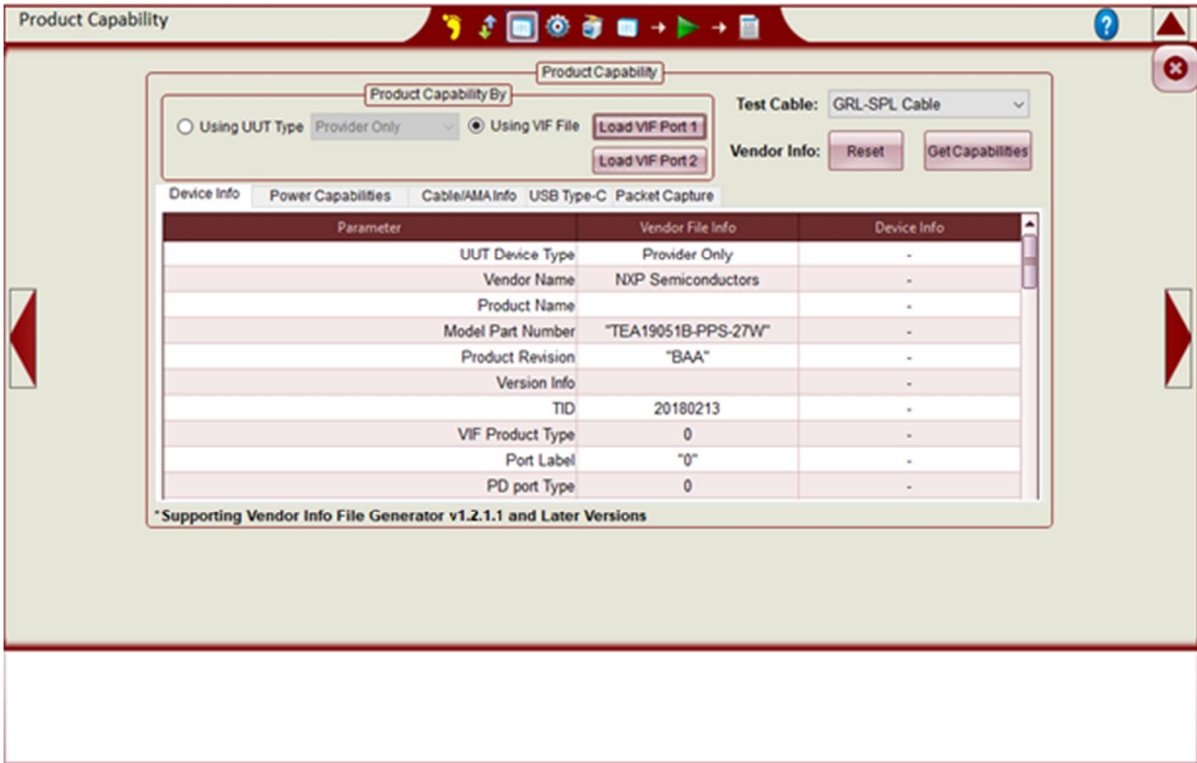 Product Capability
?
Product Capability
Product Capability By
Using UUT Type Provider Only Using VIF File Load VIF Port 1
Load VIF Port 2
Test Cable: GRL-SPL Cable
Vendor Info: Reset Get Capabilities
Device Info Power Capabilities Cable/AMA Info USB Type-C Packet Capture
Parameter Vendor File Info Device Info
UUT Device Type Provider Only -
Vendor Name NXP Semiconductors -
Product Name -
Model Part Number "TEA19051B-PPS-27W" -
Product Revision "BAA" -
Version Info -
TID 20180213 -
VIF Product Type 0 -
Port Label "0" -
PD port Type 0 -
*Supporting Vendor Info File Generator v1.2.1.1 and Later Versions